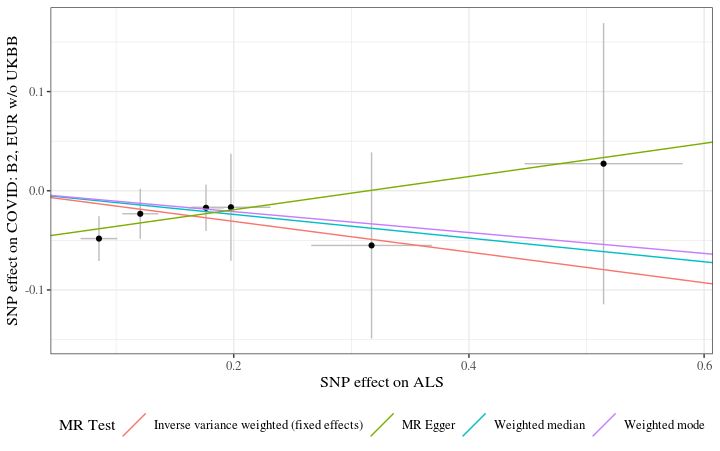 SNP effect on COVID: B2, EUR w/o UKBB
0.1
0.0
-0.1
0.2
0.4
0.6
SNP effect on ALS
MR Test
Inverse variance weighted (fixed effects)
MR Egger
Weighted median
Weighted mode